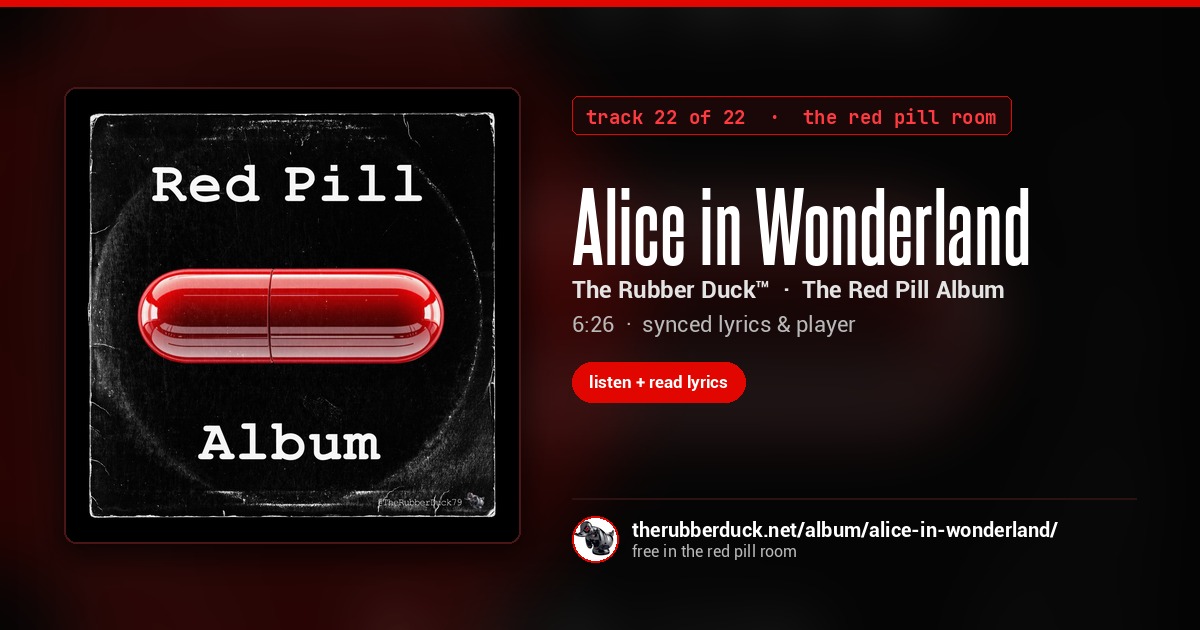 Red Pill
Album
#TheRubberDuck79
track 22 of 22 · the red pill room
Alice in Wonderland
The Rubber Duck™ · The Red Pill Album
6:26 · synced lyrics & player
listen + read lyrics
therubberduck.net/album/alice-in-wonderland/
free in the red pill room